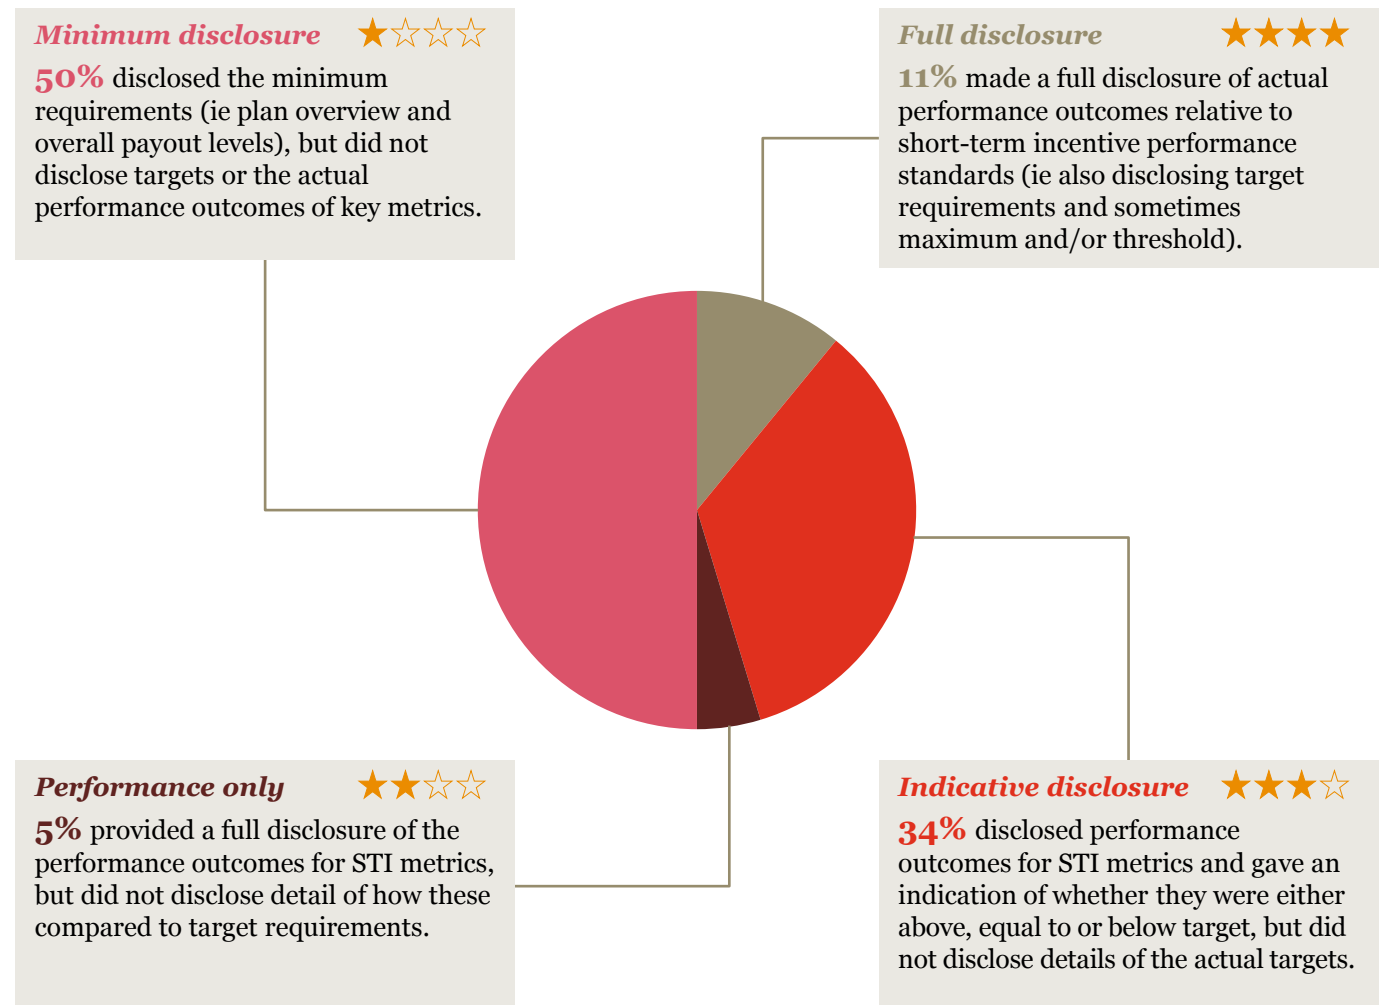 Minimum disclosure
50% disclosed the minimum
requirements (ie plan overview and
overall payout levels), but did not
disclose targets or the actual
performance outcomes of key metrics.
Full disclosure
11% made a full disclosure of actual
performance outcomes relative to
short-term incentive performance
standards (ie also disclosing target
requirements and sometimes
maximum and/or threshold).
Performance only
5% provided a full disclosure of the
performance outcomes for STI metrics,
but did not disclose detail of how these
compared to target requirements.
Indicative disclosure
34% disclosed performance
outcomes for STI metrics and gave an
indication of whether they were either
above, equal to or below target, but did
not disclose details of the actual targets.